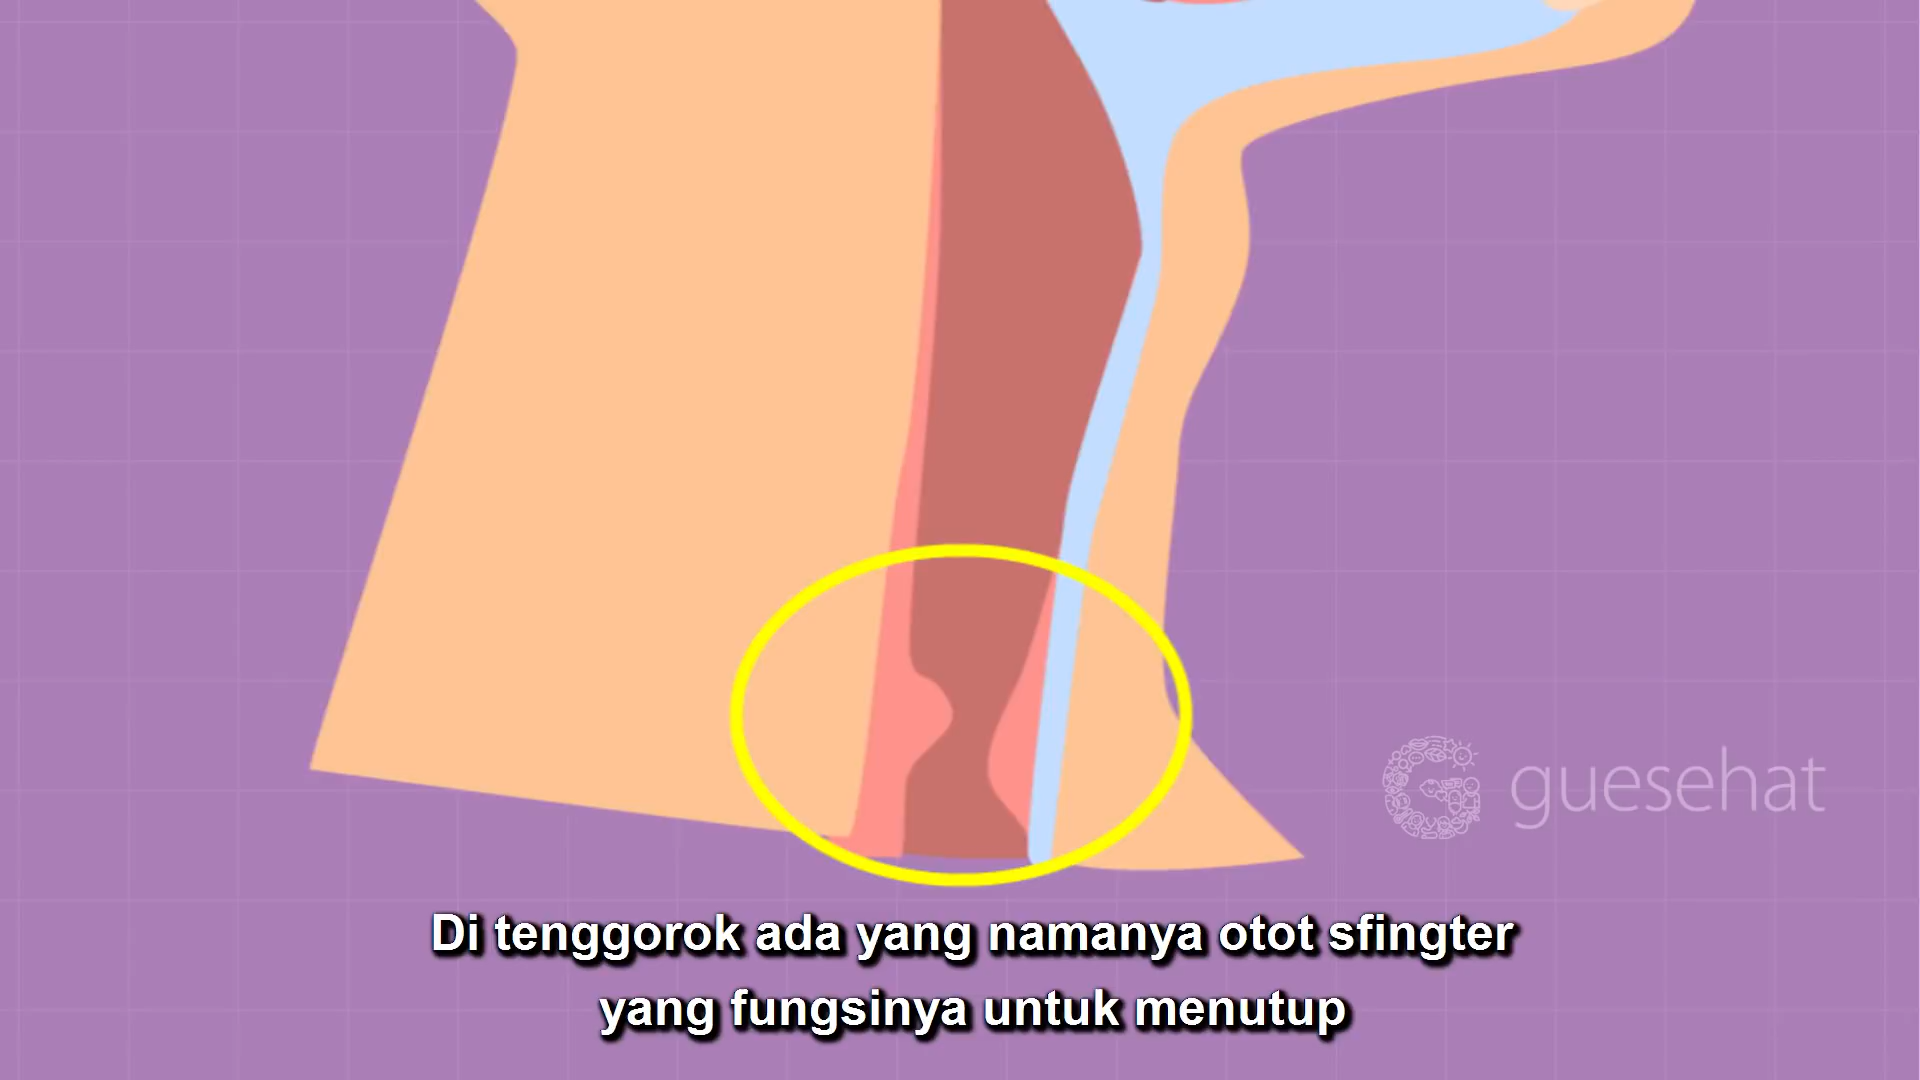 guesehat
Di tenggorok ada yang namanya otot sfingter
yang fungsinya untuk menutup